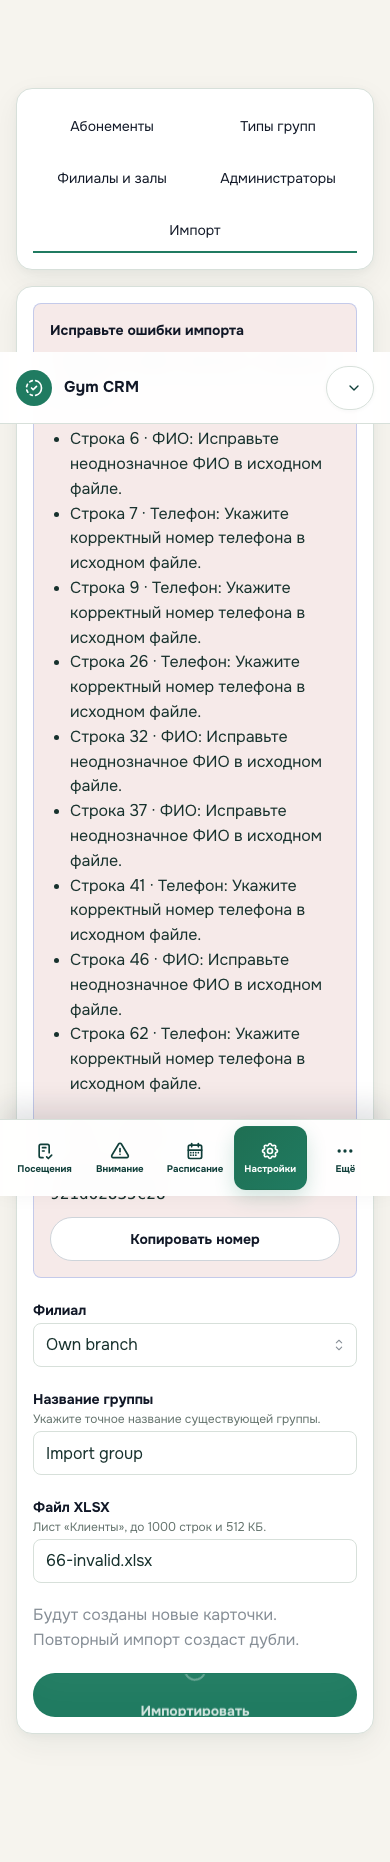 Абонементы
Типы групп
Филиалы и залы
Администраторы
Импорт
Исправьте ошибки импорта
Gym CRM
Строка 6 · ФИО: Исправьте
неоднозначное ФИО в исходном
файле.
Строка 7 · Телефон: Укажите
корректный номер телефона в
исходном файле.
Строка 9 · Телефон: Укажите
корректный номер телефона в
исходном файле.
Строка 26 · Телефон: Укажите
корректный номер телефона в
исходном файле.
Строка 32 · ФИО: Исправьте
неоднозначное ФИО в исходном
файле.
Строка 37 · ФИО: Исправьте
неоднозначное ФИО в исходном
файле.
Строка 41 · Телефон: Укажите
корректный номер телефона в
исходном файле.
Строка 46 · ФИО: Исправьте
неоднозначное ФИО в исходном
файле.
Строка 62 · Телефон: Укажите
корректный номер телефона в
исходном файле.
Посещения
Внимание
Расписание
Настройки
Ещё
Копировать номер
Филиал
Own branch
Название группы
Укажите точное название существующей группы.
Import group
Файл XLSX
Лист «Клиенты», до 1000 строк и 512 КБ.
66-invalid.xlsx
Будут созданы новые карточки.
Повторный импорт создаст дубли.
Импортировать